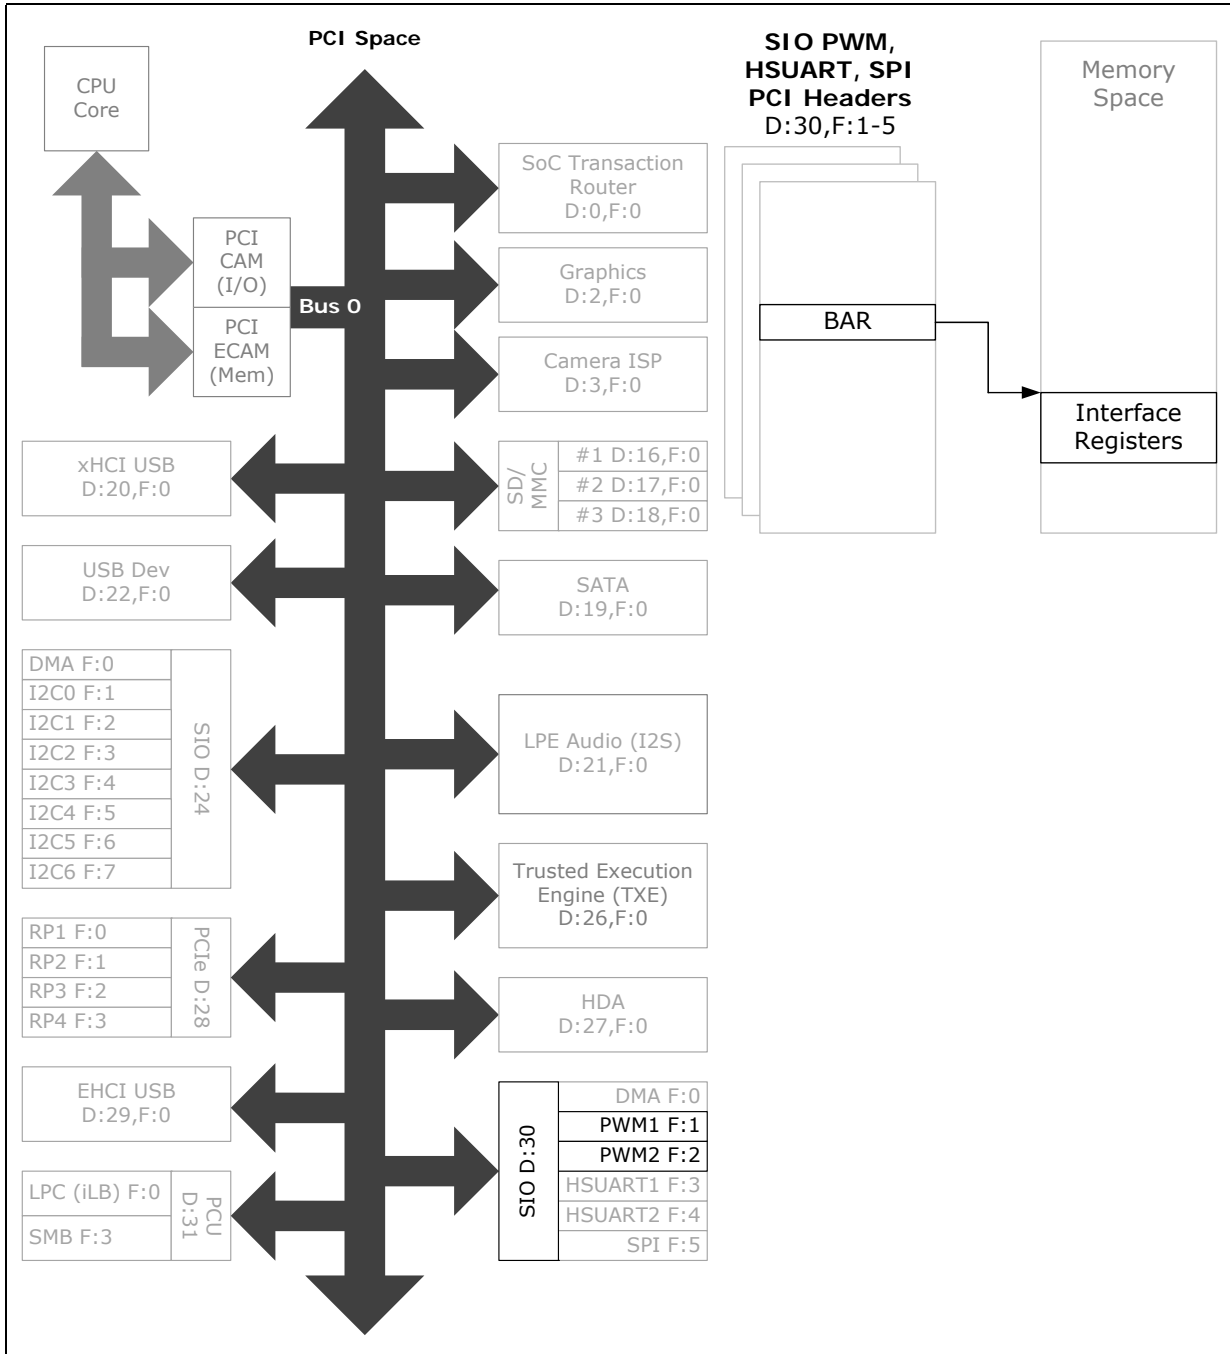 PCI Space
CPU
Core
PCI
CAM
(I/O)
PCI
ECAM
(Mem)
Bus 0
SoC Transaction
Router
D:0,F:0
Graphics
D:2,F:0
Camera ISP
D:3,F:0
SD/
MMC
#1 D:16,F:0
#2 D:17,F:0
#3 D:18,F:0
SATA
D:19,F:0
LPE Audio (I2S)
D:21,F:0
Trusted Execution
Engine (TXE)
D:26,F:0
HDA
D:27,F:0
SIO D:30
DMA F:0
PWM1 F:1
PWM2 F:2
HSUART1 F:3
HSUART2 F:4
SPI F:5
xHCI USB
D:20,F:0
USB Dev
D:22,F:0
DMA F:0
I2C0 F:1
I2C1 F:2
I2C2 F:3
I2C3 F:4
I2C4 F:5
I2C5 F:6
I2C6 F:7
SIO D:24
RP1 F:0
RP2 F:1
RP3 F:2
RP4 F:3
PCIe D:28
EHCI USB
D:29,F:0
LPC (iLB) F:0
SMB F:3
PCU
D:31
SIO PWM,
HSUART, SPI
PCI Headers
D:30,F:1-5
BAR
Memory
Space
Interface
Registers